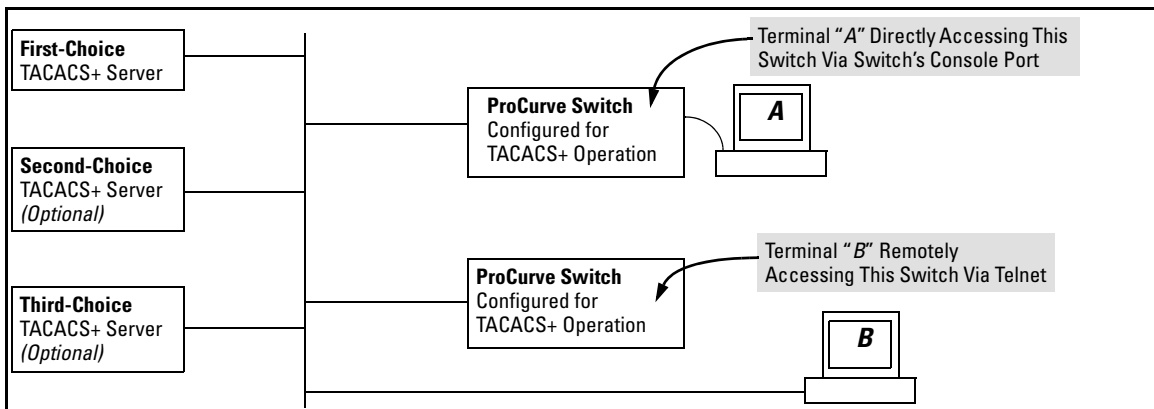 First-Choice
TACACS+ Server
Second-Choice
TACACS+ Server
(Optional)
Third-Choice
TACACS+ Server
(Optional)
ProCurve Switch
Configured for
TACACS+ Operation
Terminal “A” Directly Accessing This
Switch Via Switch’s Console Port
A
ProCurve Switch
Configured for
TACACS+ Operation
Terminal “B” Remotely
Accessing This Switch Via Telnet
B